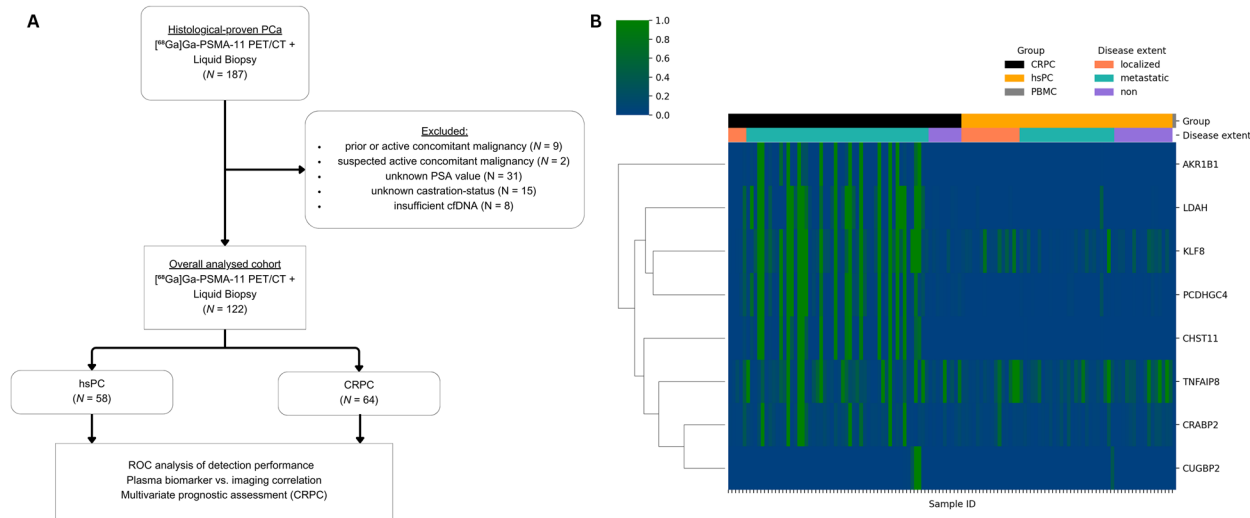 A
Histological-proven PCa
[⁶⁸Ga]Ga-PSMA-11 PET/CT +
Liquid Biopsy
(N = 187)
Excluded:
• prior or active concomitant malignancy (N = 9)
• suspected active concomitant malignancy (N = 2)
• unknown PSA value (N = 31)
• unknown castration-status (N = 15)
• insufficient cfDNA (N = 8)
Overall analysed cohort
[⁶⁸Ga]Ga-PSMA-11 PET/CT +
Liquid Biopsy
(N = 122)
hsPC
(N = 58)
CRPC
(N = 64)
ROC analysis of detection performance
Plasma biomarker vs. imaging correlation
Multivariate prognostic assessment (CRPC)
B
1.0
0.8
0.6
0.4
0.2
0.0
Group
CRPC
hsPC
PBMC
Disease extent
localized
metastatic
non
Group
Disease extent
AKR1B1
LDAH
KLF8
PCDHGC4
CHST11
TNFAIP8
CRABP2
CUGBP2
Sample ID